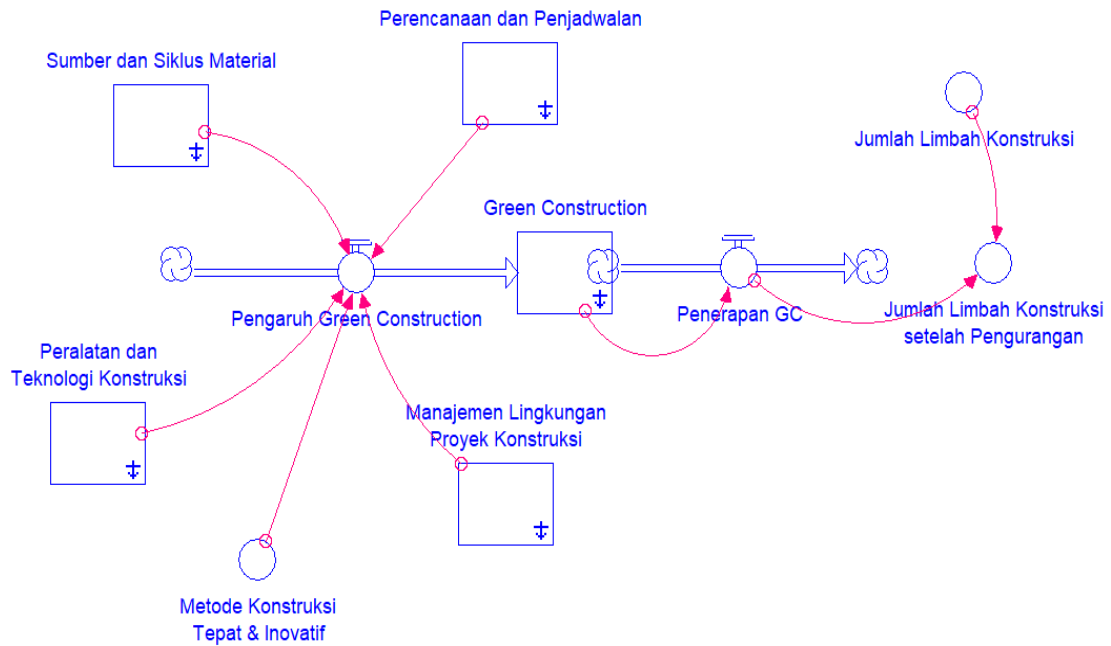 Perencanaan dan Penjadwalan
Sumber dan Siklus Material
Jumlah Limbah Konstruksi
Green Construction
Pengaruh Green Construction
Penerapan GC
Jumlah Limbah Konstruksi
setelah Pengurangan
Peralatan dan
Teknologi Konstruksi
Manajemen Lingkungan
Proyek Konstruksi
Metode Konstruksi
Tepat & Inovatif